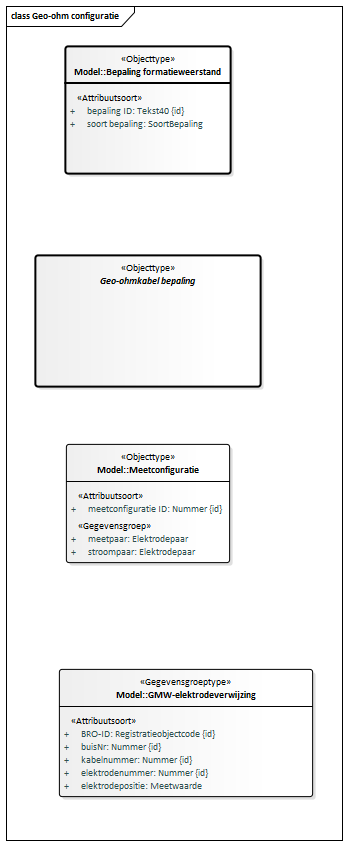 class Geo-ohm configuratie
«Objecttype»
Model::Bepaling formatieweerstand
«Attribuutsoort»
+ bepaling ID: Tekst40 {id}
+ soort bepaling: SoortBepaling
«Objecttype»
Geo-ohmkabel bepaling
«Objecttype»
Model::Meetconfiguratie
«Attribuutsoort»
+ meetconfiguratie ID: Nummer {id}
«Gegevensgroep»
+ meetpaar: Elektrodepaar
+ stroompaar: Elektrodepaar
«Gegevensgroeptype»
Model::GMW-elektrodeverwijzing
«Attribuutsoort»
+ BRO-ID: Registratieobjectcode {id}
+ buisNr: Nummer {id}
+ kabelnummer: Nummer {id}
+ elektrodenummer: Nummer {id}
+ elektrodepositie: Meetwaarde